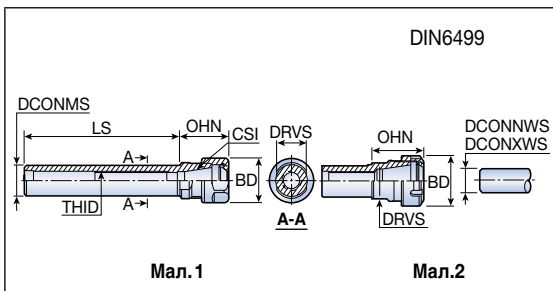 DIN6499
DCONMS
LS
OHN
CSI
DRVS
OHN
DCONNWS
DCONXWS
A
BD
BD
THID
A
A-A
DRVS
Мал.1
Мал.2